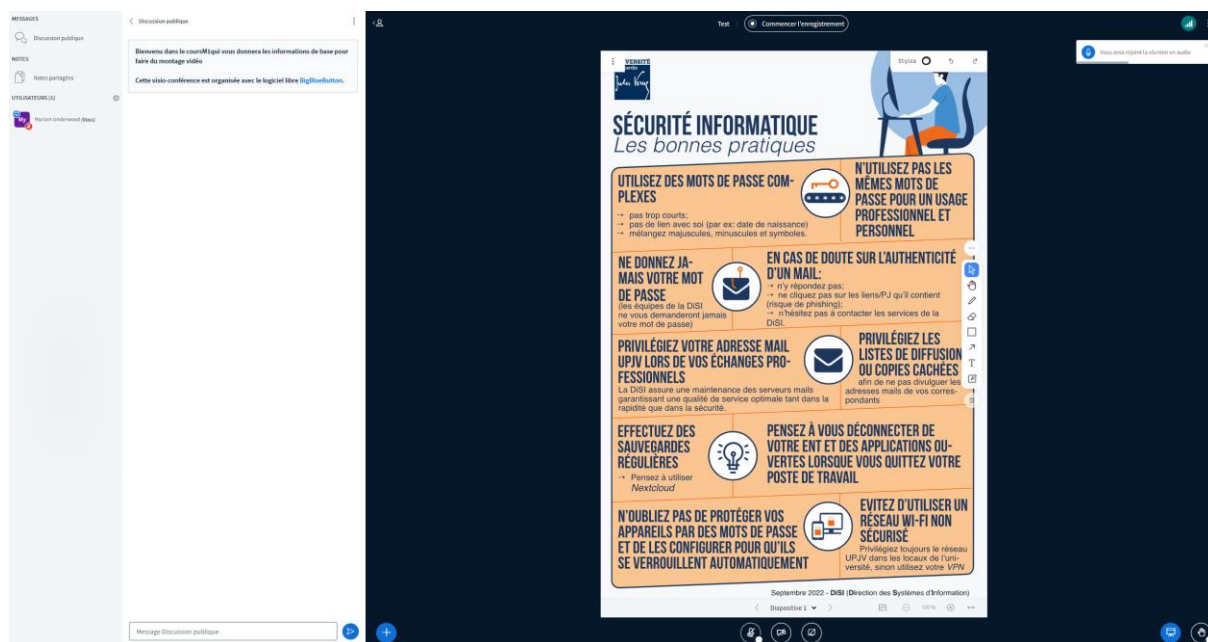 MESSAGES
Discussion publique
NOTES
Notes partagées
UTILISATEURS (1)
My
Myriam Underwood (Vous)
Discussion publique
Bienvenu dans le coursM1qui vous donnera les informations de base pour
faire du montage vidéo
Cette visio-conférence est organisée avec le logiciel libre BigBlueButton.
Message Discussion publique
Test
Commencer l'enregistrement
Vous avez rejoint la réunion en audio
Styles
VERSITÉ
Jules Verne
SÉCURITÉ INFORMATIQUE
Les bonnes pratiques
UTILISEZ DES MOTS DE PASSE COM-
PLEXES
→ pas trop courts;
→ pas de lien avec soi (par ex: date de naissance)
→ mélangez majuscules, minuscules et symboles.
N'UTILISEZ PAS LES
MÊMES MOTS DE
PASSE POUR UN USAGE
PROFESSIONNEL ET
PERSONNEL
NE DONNEZ JA-
MAIS VOTRE MOT
DE PASSE
(les équipes de la DiSI
ne vous demanderont jamais
votre mot de passe)
EN CAS DE DOUTE SUR L'AUTHENTICITÉ
D'UN MAIL:
→ n'y répondez pas;
→ ne cliquez pas sur les liens/PJ qu'il contient
(risque de phishing);
→ n'hésitez pas à contacter les services de la
DiSI.
PRIVILÉGIEZ VOTRE ADRESSE MAIL
UPJV LORS DE VOS ÉCHANGES PRO-
FESSIONNELS
La DiSI assure une maintenance des serveurs mails
garantissant une qualité de service optimale tant dans la
rapidité que dans la sécurité.
PRIVILÉGIEZ LES
LISTES DE DIFFUSION
OU COPIES CACHÉES
afin de ne pas divulguer les
adresses mails de vos corres-
pondants
EFFECTUEZ DES
SAUVEGARDES
RÉGULIÈRES
→ Pensez à utiliser
Nextcloud
PENSEZ À VOUS DÉCONNECTER DE
VOTRE ENT ET DES APPLICATIONS OU-
VERTES LORSQUE VOUS QUITTEZ VOTRE
POSTE DE TRAVAIL
N'OUBLIEZ PAS DE PROTÉGER VOS
APPAREILS PAR DES MOTS DE PASSE
ET DE LES CONFIGURER POUR QU'ILS
SE VERROUILLENT AUTOMATIQUEMENT
EVITEZ D'UTILISER UN
RÉSEAU WI-FI NON
SÉCURISÉ
Privilégiez toujours le réseau
UPJV dans les locaux de l'uni-
versité, sinon utilisez votre VPN
Septembre 2022 - DiSI (Direction des Systèmes d'Information)
Diapositive 1
100%